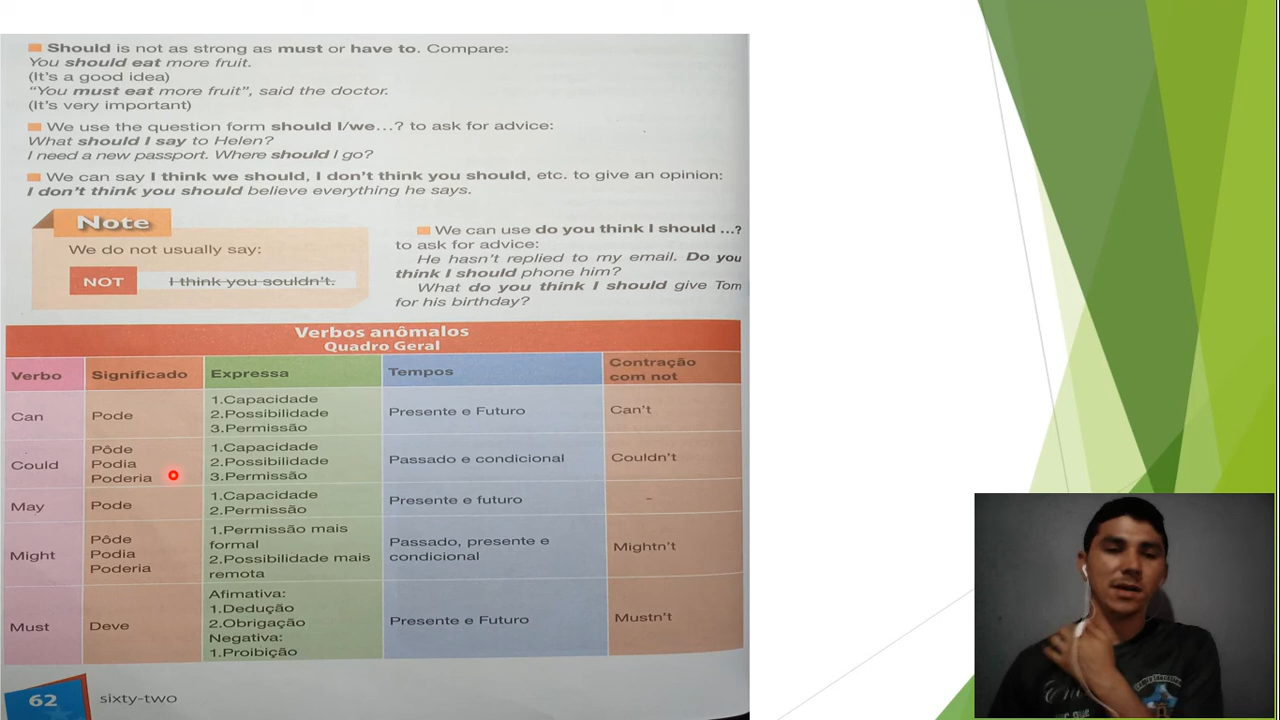 Should is not as strong as must or have to. Compare:
You should eat more fruit.
(It's a good idea)
"You must eat more fruit", said the doctor.
(It's very important)
We use the question form should I/we...? to ask for advice:
What should I say to Helen?
I need a new passport. Where should I go?
We can say I think we should, I don't think you should, etc. to give an opinion:
I don't think you should believe everything he says.
Note
We do not usually say:
NOT I think you souldn't.
We can use do you think I should ...?
to ask for advice:
He hasn't replied to my email. Do you
think I should phone him?
What do you think I should give Tom
for his birthday?
Verbos anômalos
Quadro Geral
Verbo Significado Expressa Tempos Contração com not
Can Pode 1.Capacidade Presente e Futuro Can't
2.Possibilidade
3.Permissão
Could Pôde 1.Capacidade Passado e condicional Couldn't
Podia 2.Possibilidade
Poderia 3.Permissão
May Pode 1.Capacidade Presente e futuro -
2.Permissão
Might Pôde 1.Permissão mais Passado, presente e Mightn't
Podia formal condicional
Poderia 2.Possibilidade mais
remota
Must Deve Afimativa: Presente e Futuro Mustn't
1.Dedução
2.Obrigação
Negativa:
1.Proibição
62 sixty-two